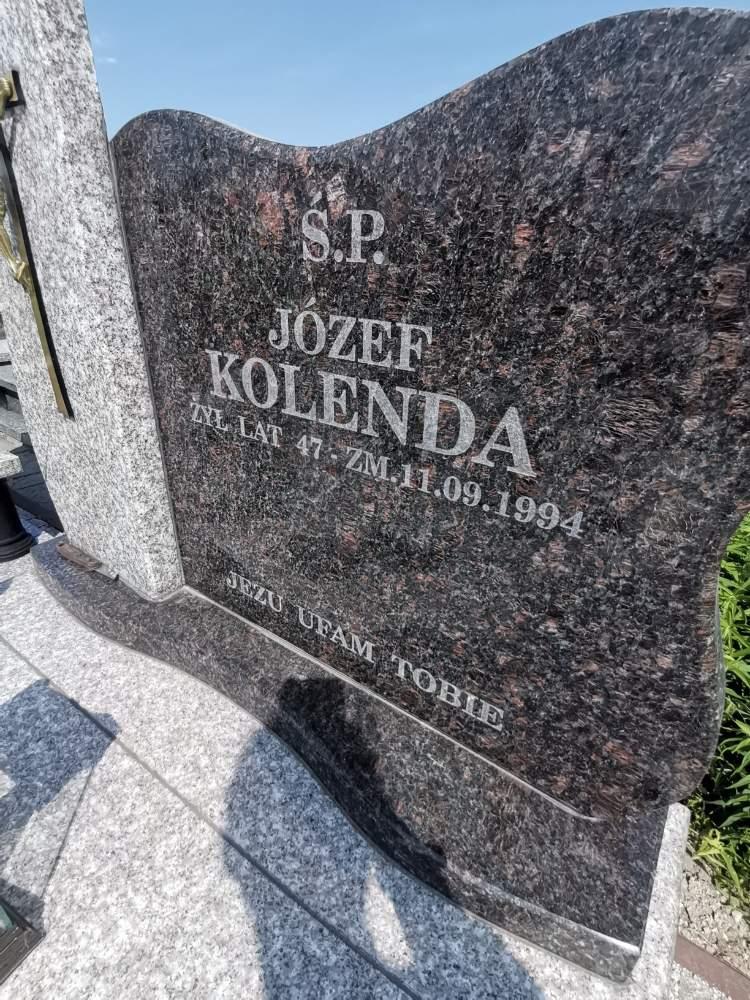 Ś.P.
JÓZEF
KOLENDA
ŻYŁ LAT 47 - ZM.11.09.1994
JEZU UFAM TOBIE